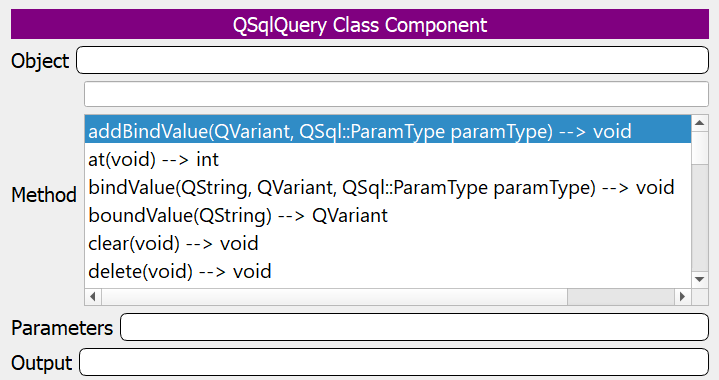 QSqlQuery Class Component
Object
Method
addBindValue(QVariant, QSql::ParamType paramType) --> void
at(void) --> int
bindValue(QString, QVariant, QSql::ParamType paramType) --> void
boundValue(QString) --> QVariant
clear(void) --> void
delete(void) --> void
Parameters
Output